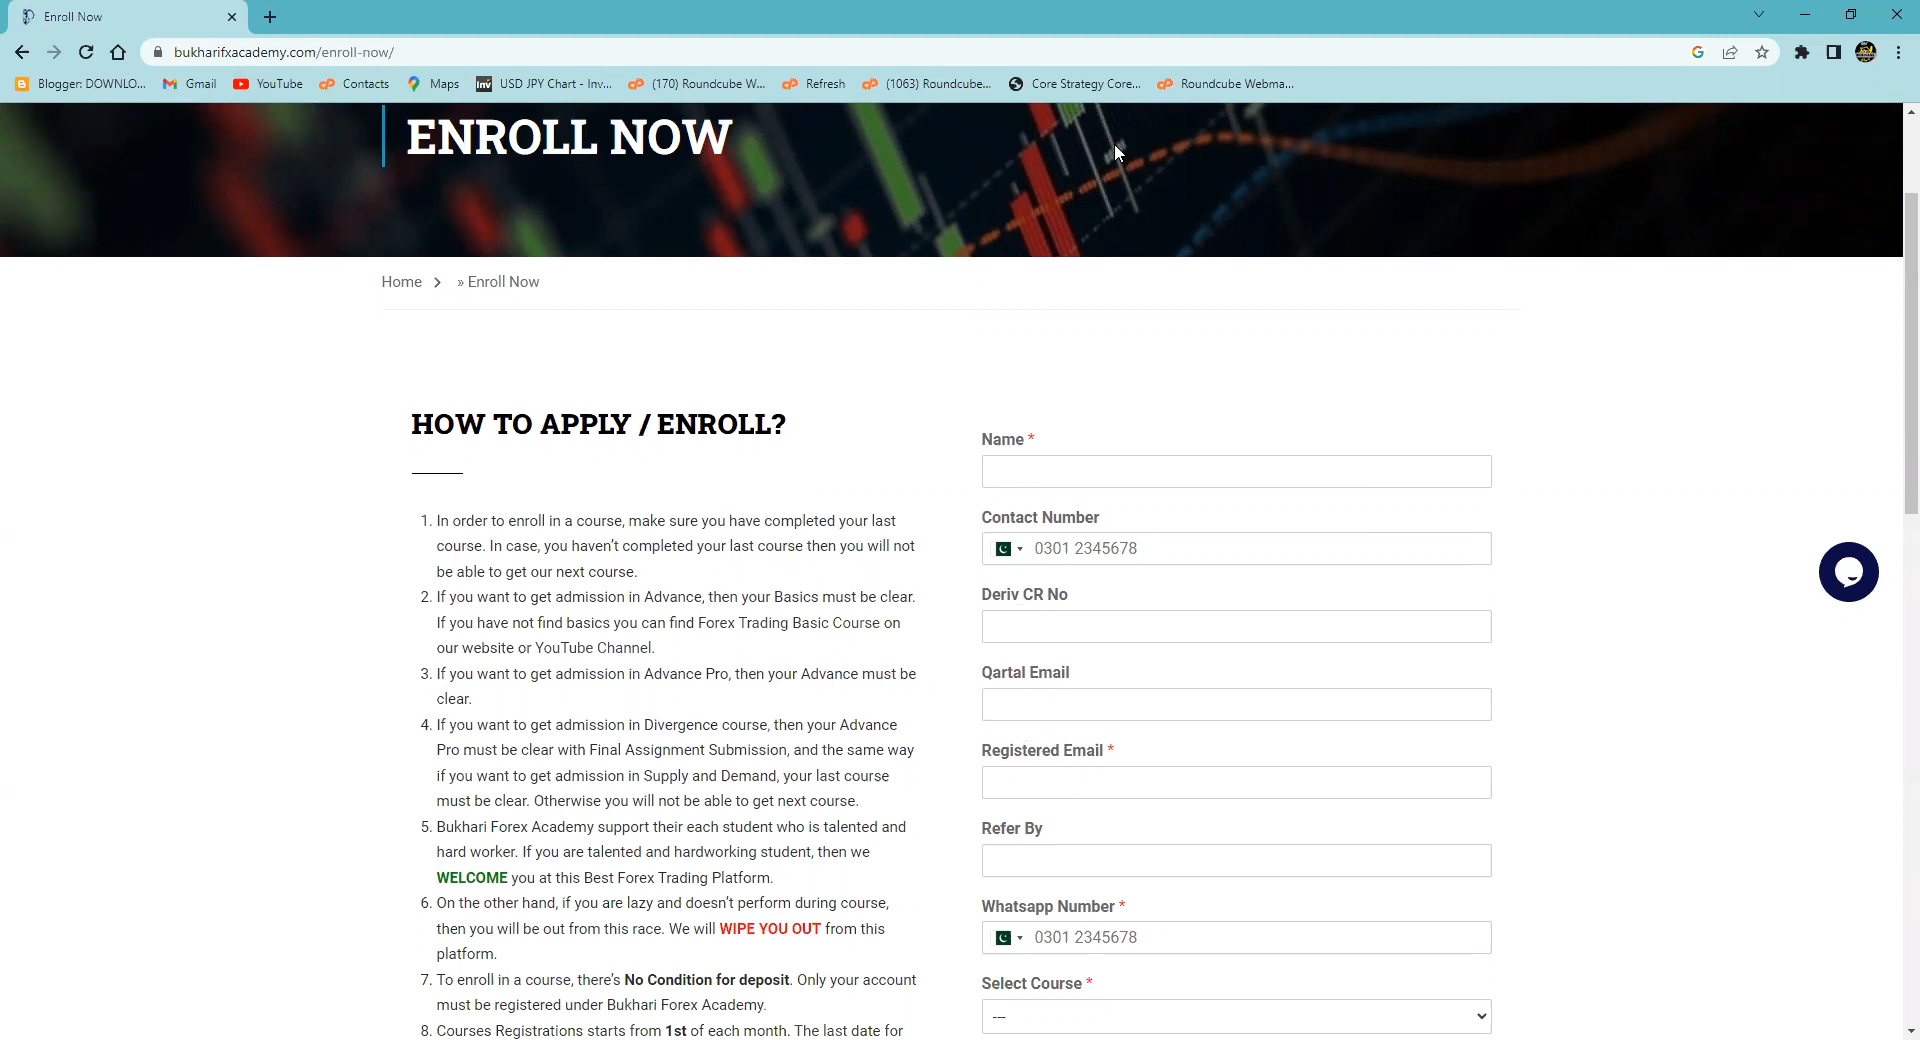 Enroll Now
bukharifxacademy.com/enroll-now/
Blogger: DOWNLO... Gmail YouTube Contacts Maps USD JPY Chart - Inv... (170) Roundcube W... Refresh (1063) Roundcube... Core Strategy Core... Roundcube Webma...
ENROLL NOW
Home > » Enroll Now
HOW TO APPLY / ENROLL?
1. In order to enroll in a course, make sure you have completed your last
course. In case, you haven’t completed your last course then you will not
be able to get our next course.
2. If you want to get admission in Advance, then your Basics must be clear.
If you have not find basics you can find Forex Trading Basic Course on
our website or YouTube Channel.
3. If you want to get admission in Advance Pro, then your Advance must be
clear.
4. If you want to get admission in Divergence course, then your Advance
Pro must be clear with Final Assignment Submission, and the same way
if you want to get admission in Supply and Demand, your last course
must be clear. Otherwise you will not be able to get next course.
5. Bukhari Forex Academy support their each student who is talented and
hard worker. If you are talented and hardworking student, then we
WELCOME you at this Best Forex Trading Platform.
6. On the other hand, if you are lazy and doesn’t perform during course,
then you will be out from this race. We will WIPE YOU OUT from this
platform.
7. To enroll in a course, there’s No Condition for deposit. Only your account
must be registered under Bukhari Forex Academy.
8. Courses Registrations starts from 1st of each month. The last date for
Name *
Contact Number
0301 2345678
Deriv CR No
Qartal Email
Registered Email *
Refer By
Whatsapp Number *
0301 2345678
Select Course *
---